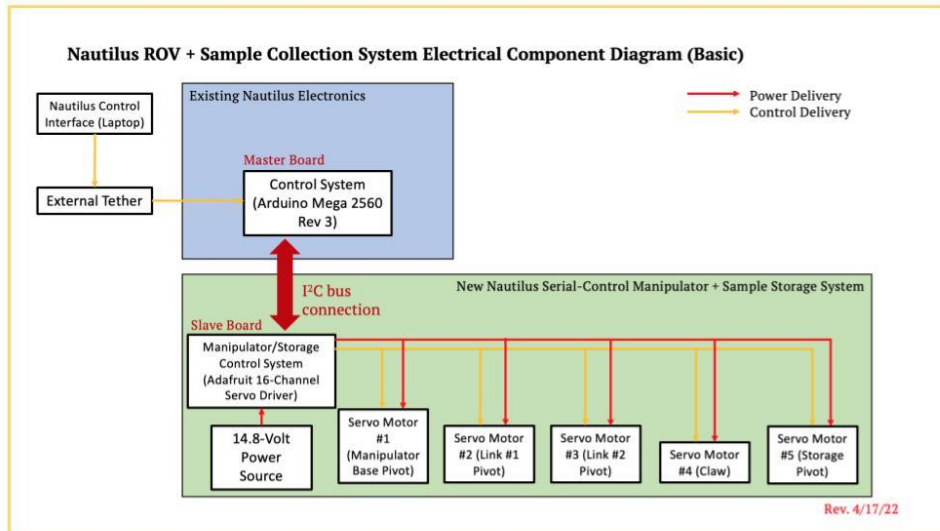 Nautilus ROV + Sample Collection System Electrical Component Diagram (Basic)
Nautilus Control
Interface (Laptop)
External Tether
Existing Nautilus Electronics
Master Board
Control System
(Arduino Mega 2560
Rev 3)
Power Delivery
Control Delivery
I²C bus
connection
New Nautilus Serial-Control Manipulator + Sample Storage System
Slave Board
Manipulator/Storage
Control System
(Adafruit 16-Channel
Servo Driver)
14.8-Volt
Power
Source
Servo Motor
#1
(Manipulator
Base Pivot)
Servo Motor
#2 (Link #1
Pivot)
Servo Motor
#3 (Link #2
Pivot)
Servo Motor
#4 (Claw)
Servo Motor
#5 (Storage
Pivot)
Rev. 4/17/22